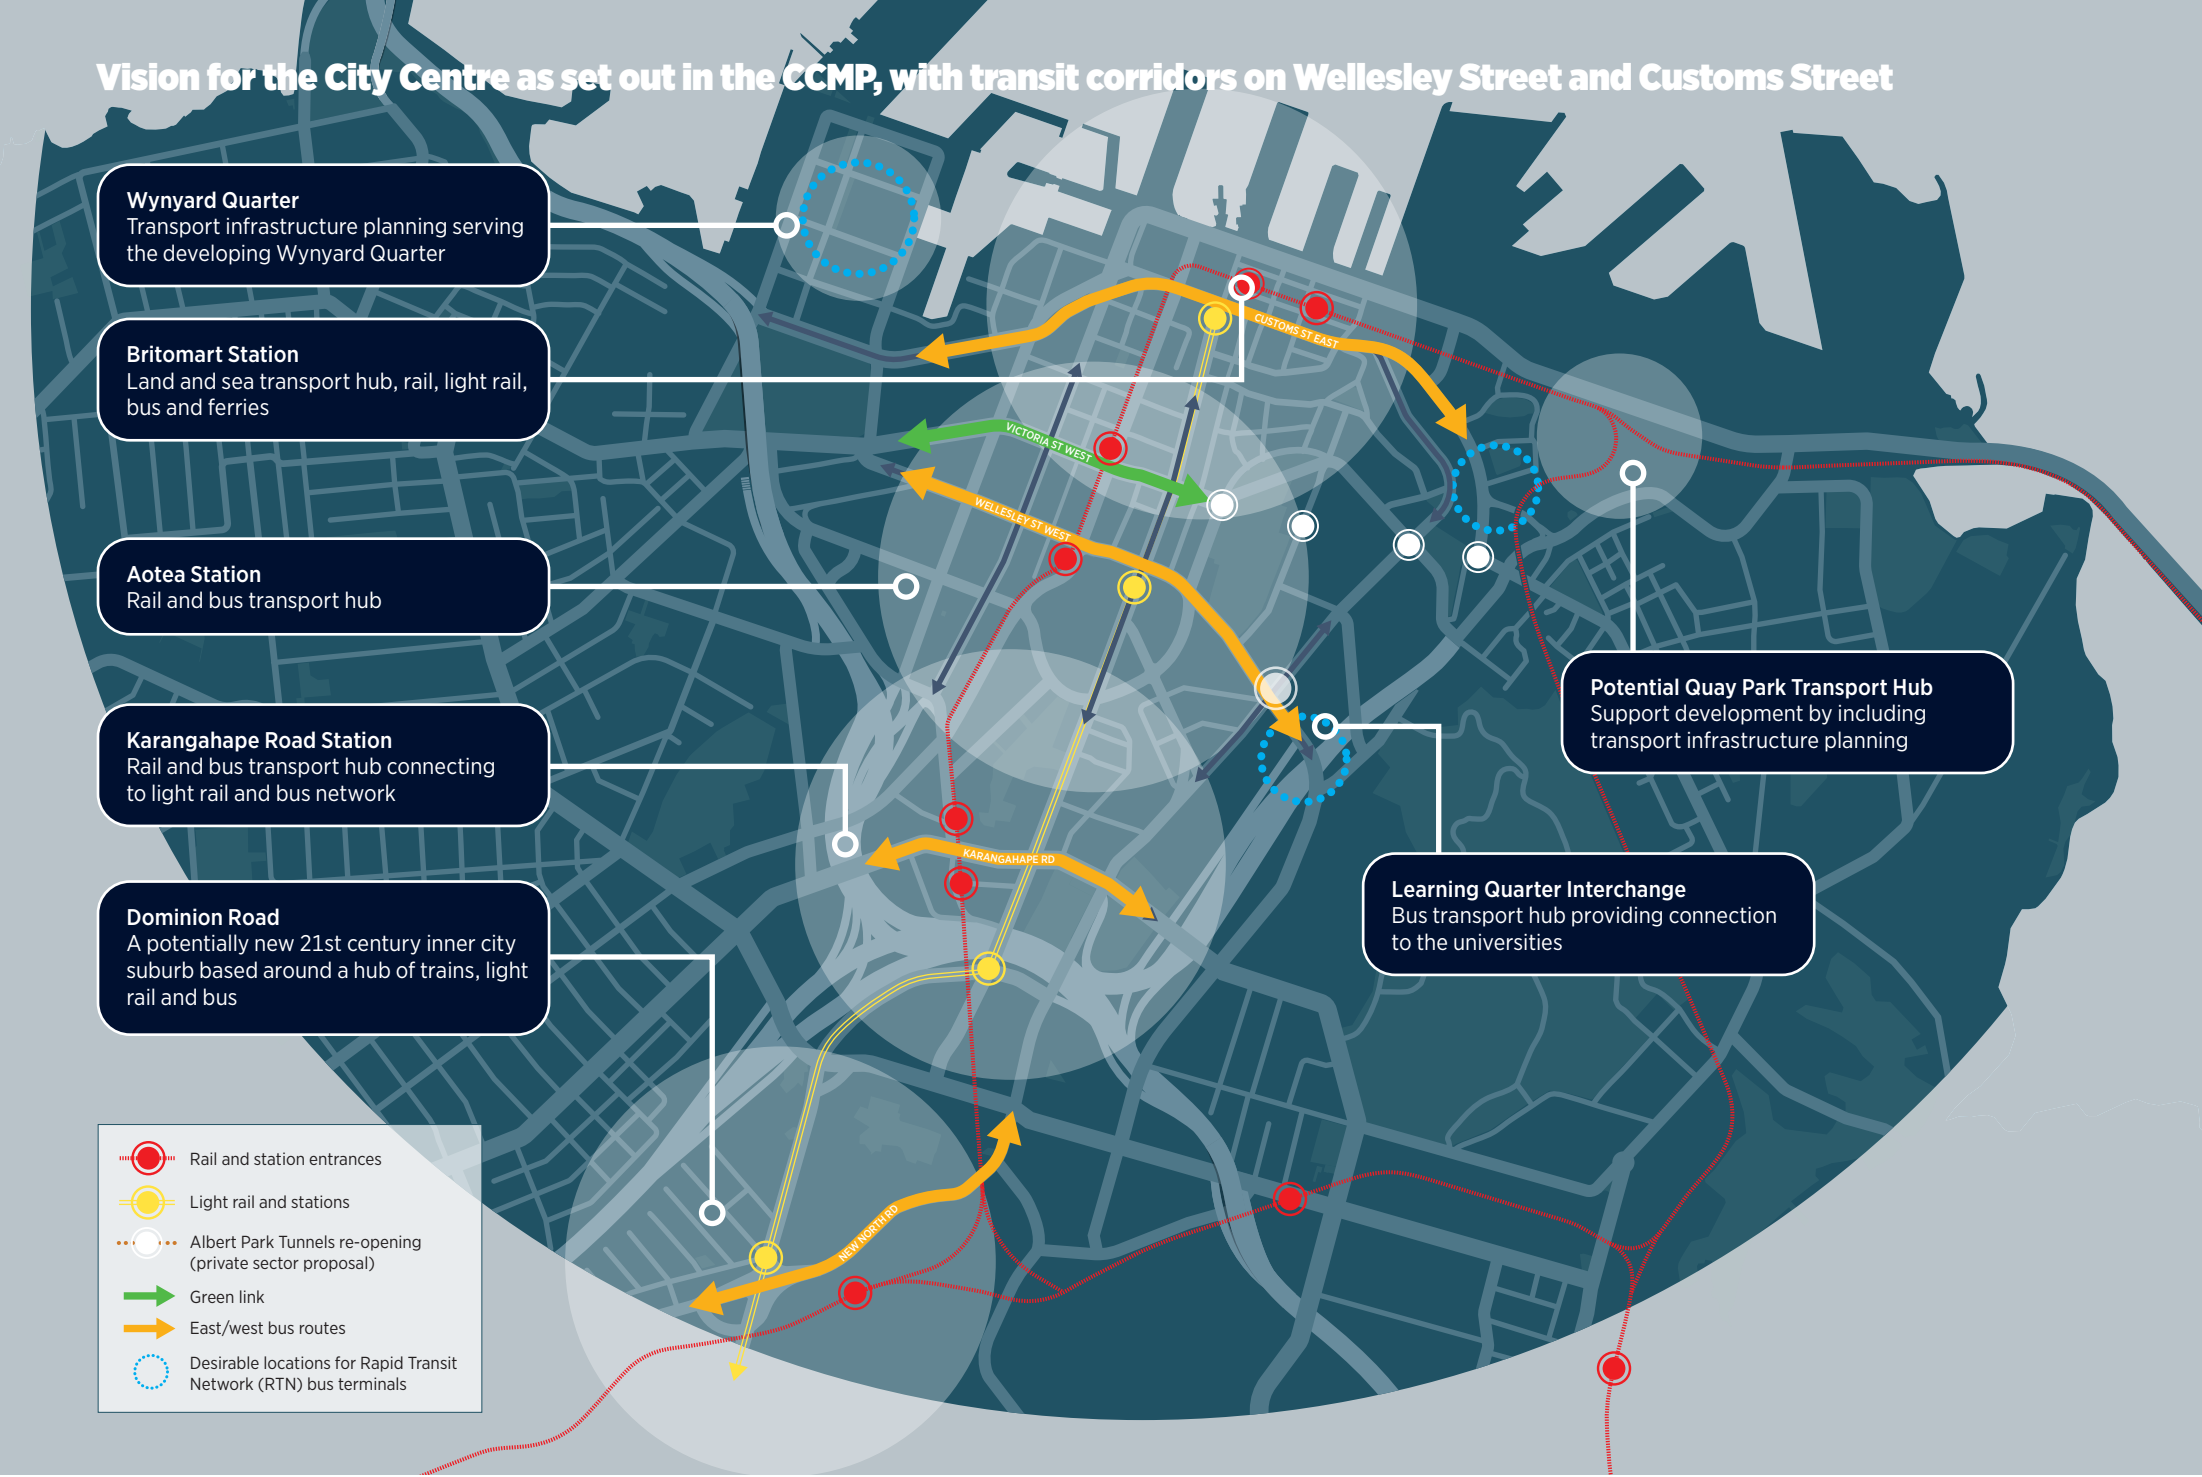 Vision for the City Centre as set out in the CCMP, with transit corridors on Wellesley Street and Customs Street
Wynyard Quarter
Transport infrastructure planning serving
the developing Wynyard Quarter
Britomart Station
Land and sea transport hub, rail, light rail,
bus and ferries
Aotea Station
Rail and bus transport hub
Karangahape Road Station
Rail and bus transport hub connecting
to light rail and bus network
Dominion Road
A potentially new 21st century inner city
suburb based around a hub of trains, light
rail and bus
CUSTOMS ST EAST
VICTORIA ST WEST
WELLESLEY ST WEST
KARANGAHAPE RD
NEW NORTH RD
Potential Quay Park Transport Hub
Support development by including
transport infrastructure planning
Learning Quarter Interchange
Bus transport hub providing connection
to the universities
Rail and station entrances
Light rail and stations
Albert Park Tunnels re-opening
(private sector proposal)
Green link
East/west bus routes
Desirable locations for Rapid Transit
Network (RTN) bus terminals